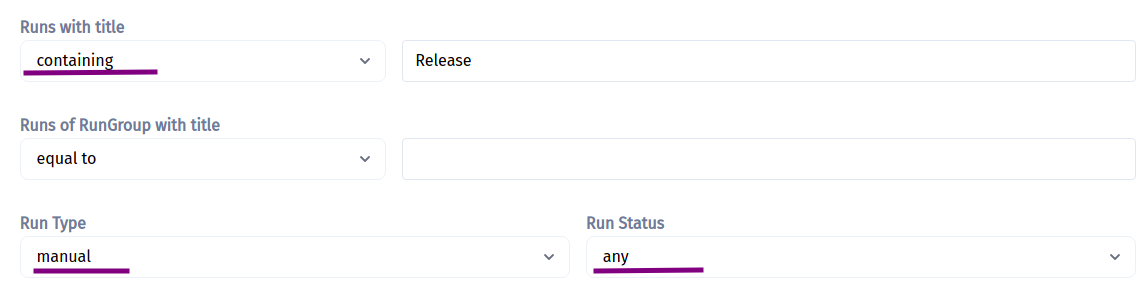 Runs with title
containing
Release
Runs of RunGroup with title
equal to
Run Type
Run Status
manual
any